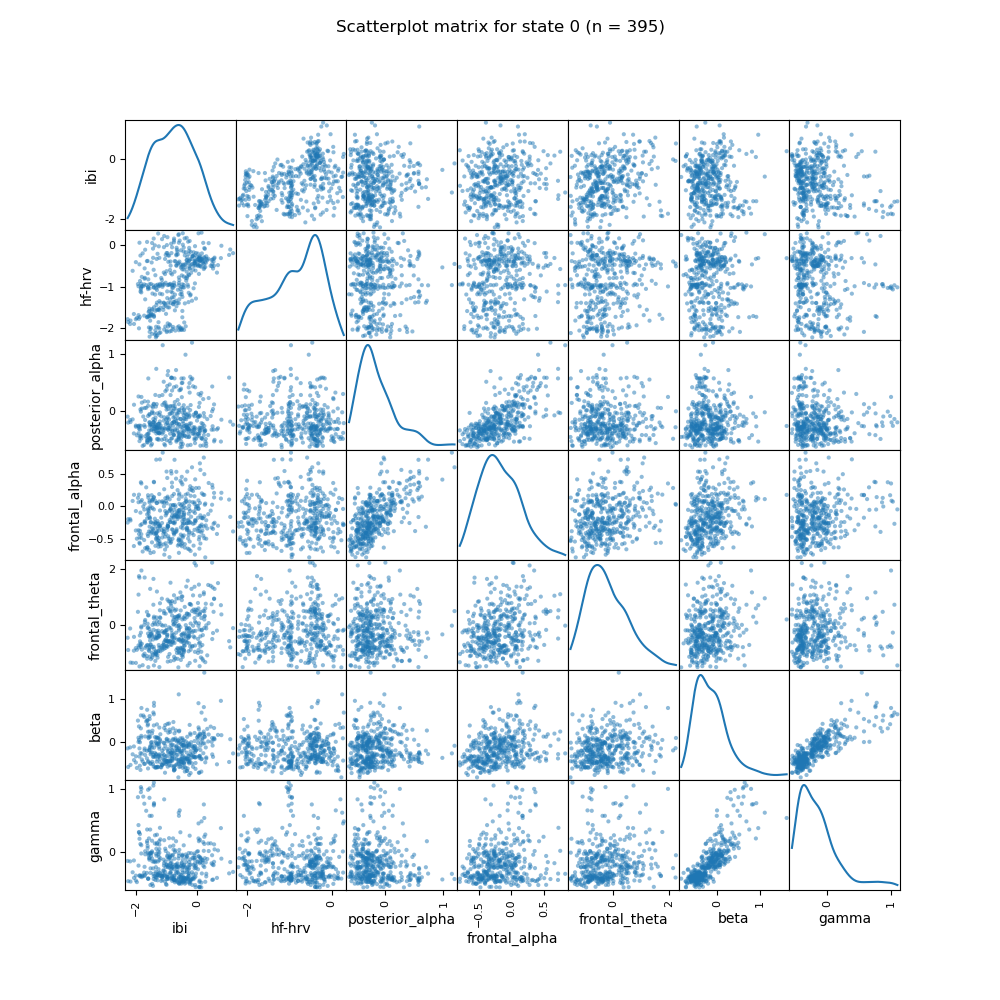 Scatterplot matrix for state 0 (n = 395)
ibi
0
−2
hf-hrv
0
−1
−2
posterior_alpha
1
0
frontal_alpha
0.5
0.0
−0.5
frontal_theta
2
0
beta
1
0
gamma
1
0
−2
0
−2
0
0
1
−0.5
0.0
0.5
0
2
0
1
0
1
ibi
hf-hrv
posterior_alpha
frontal_alpha
frontal_theta
beta
gamma